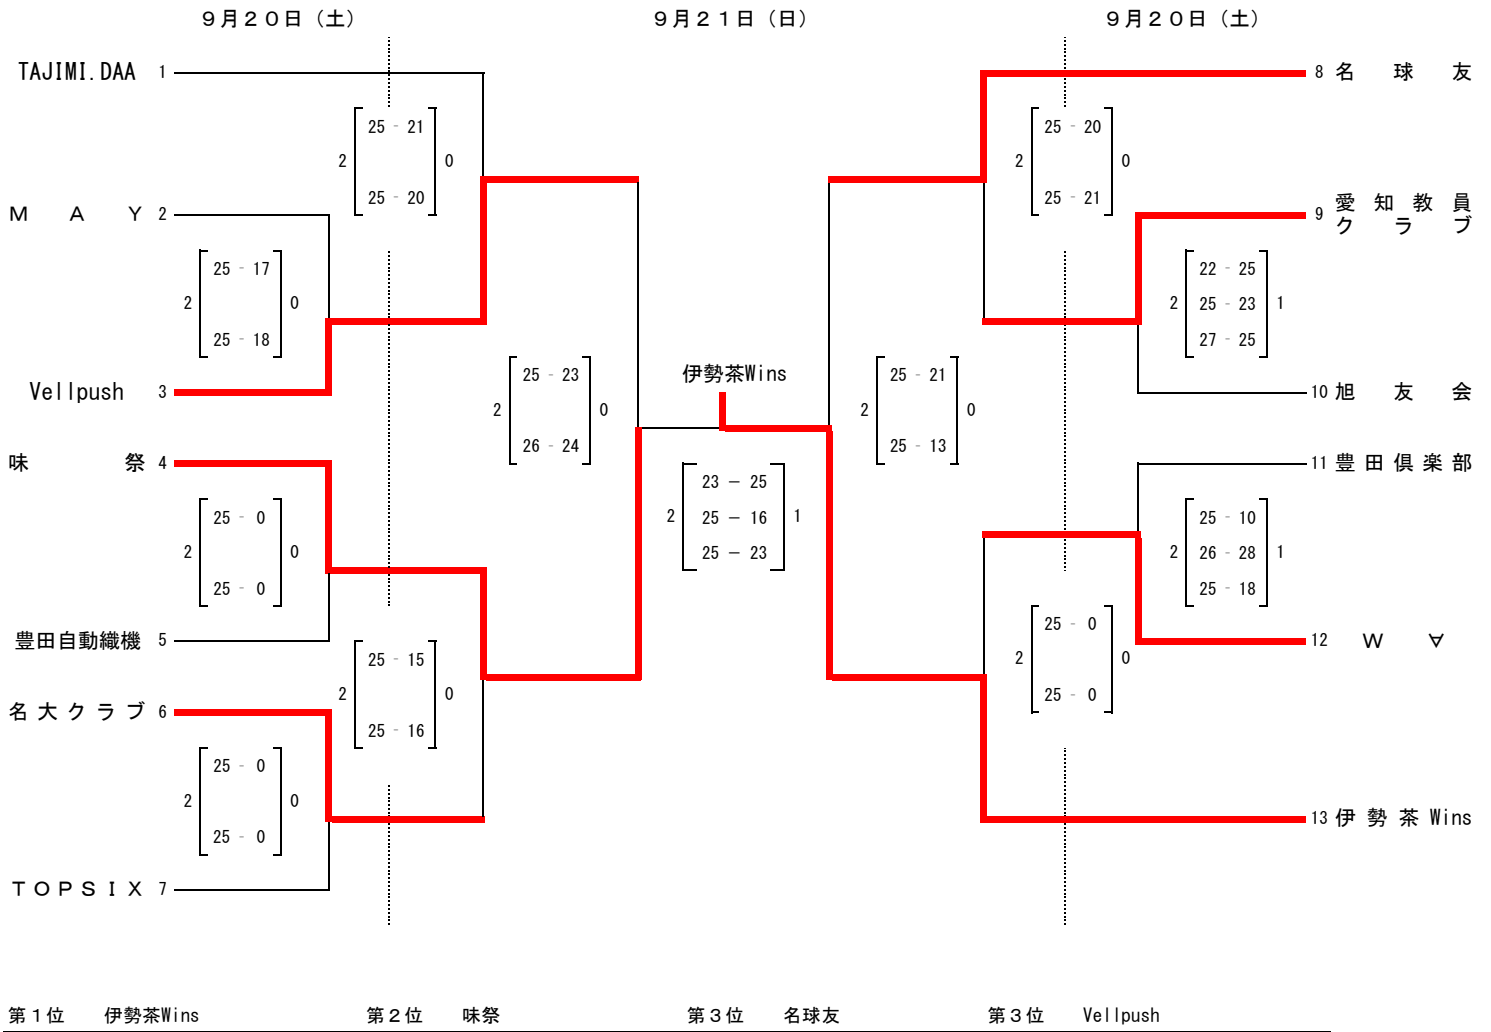 ９月２０日（土）　９月２１日（日）　９月２０日（土）
TAJIMI.DAA 1
8 名球友
25 - 21
2 0
25 - 20
25 - 20
2 0
25 - 21
ＭＡＹ 2
9 愛知教員
クラブ
25 - 17
2 0
25 - 18
22 - 25
2 25 - 23 1
27 - 25
Vellpush 3
10 旭友会
25 - 23
2 0
26 - 24
伊勢茶Wins
25 - 21
2 0
25 - 13
味祭 4
11 豊田倶楽部
23 － 25
2 25 － 16 1
25 － 23
25 - 0
2 0
25 - 0
25 - 10
2 26 - 28 1
25 - 18
豊田自動織機 5
12 Ｗ∀
25 - 15
2 0
25 - 16
25 - 0
2 0
25 - 0
名大クラブ 6
25 - 0
2 0
25 - 0
13 伊勢茶Wins
ＴＯＰＳＩＸ 7
第１位　伊勢茶Wins　第２位　味祭　第３位　名球友　第３位　Vellpush